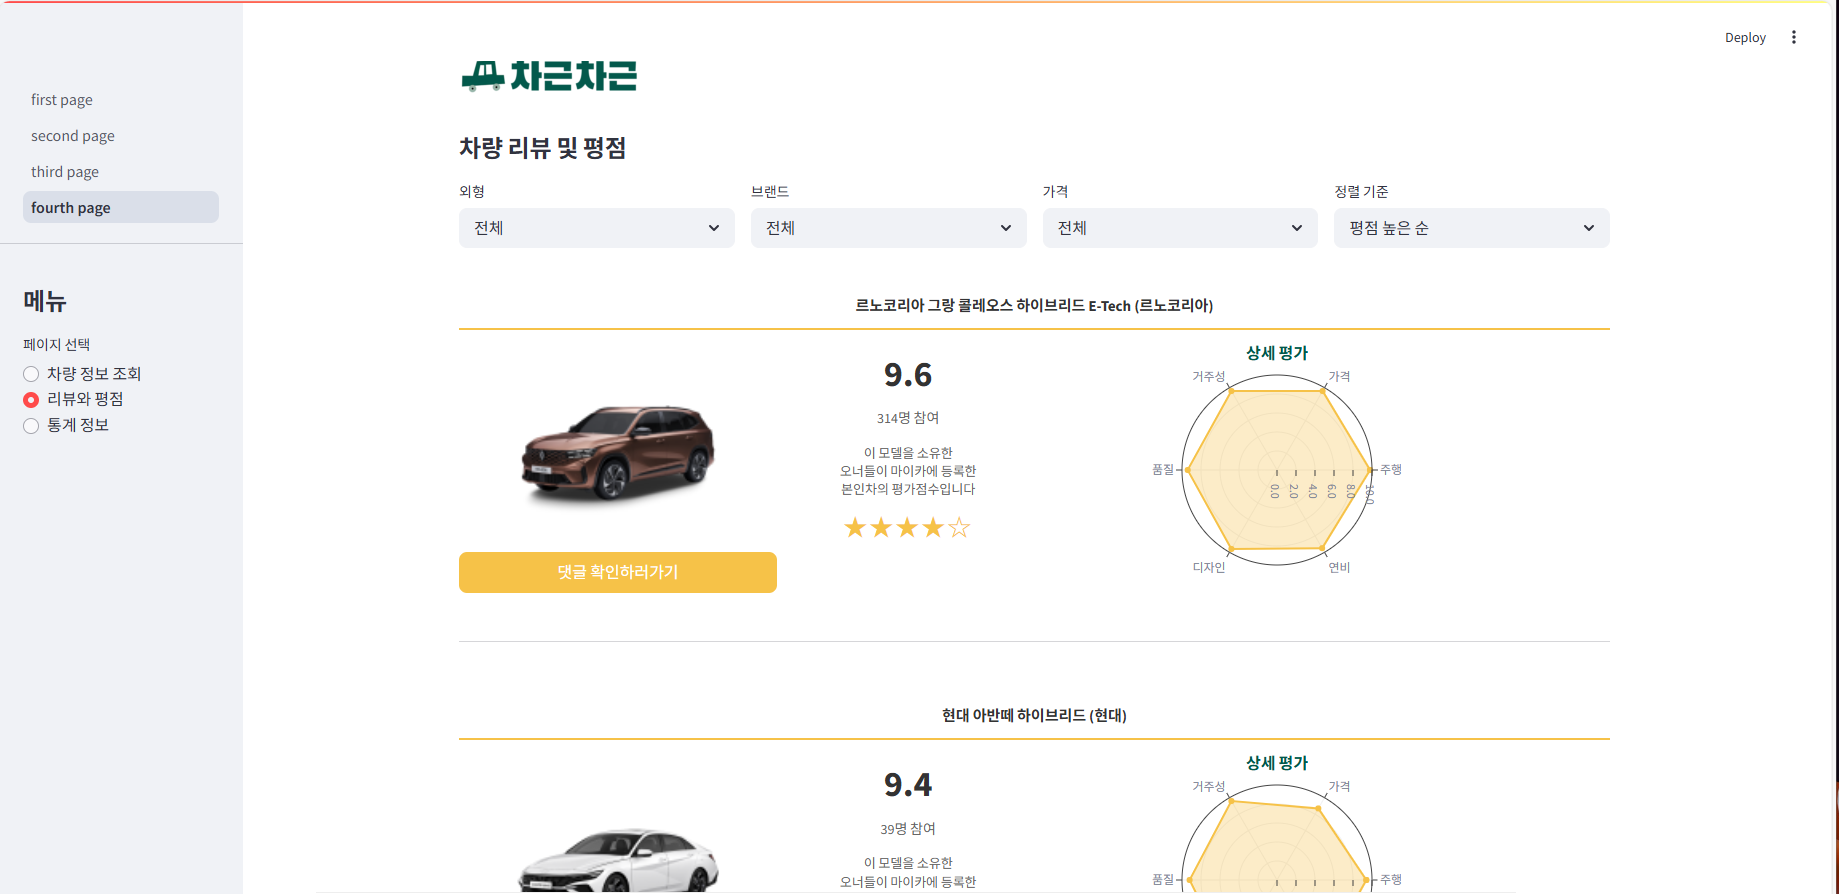 Deploy
first page
second page
third page
fourth page
메뉴
페이지 선택
차량 정보 조회
리뷰와 평점
통계 정보
차근차근
차량 리뷰 및 평점
외형
브랜드
가격
정렬 기준
전체
전체
전체
평점 높은 순
르노코리아 그랑 콜레오스 하이브리드 E-Tech (르노코리아)
9.6
314명 참여
이 모델을 소유한
오너들이 마이카에 등록한
본인차의 평가점수입니다
★★★★☆
댓글 확인하러가기
상세 평가
거주성
가격
품질
주행
0.0
2.0
4.0
6.0
8.0
10.0
디자인
연비
현대 아반떼 하이브리드 (현대)
9.4
39명 참여
이 모델을 소유한
오너들이 마이카에 등록한
상세 평가
거주성
가격
품질
주행